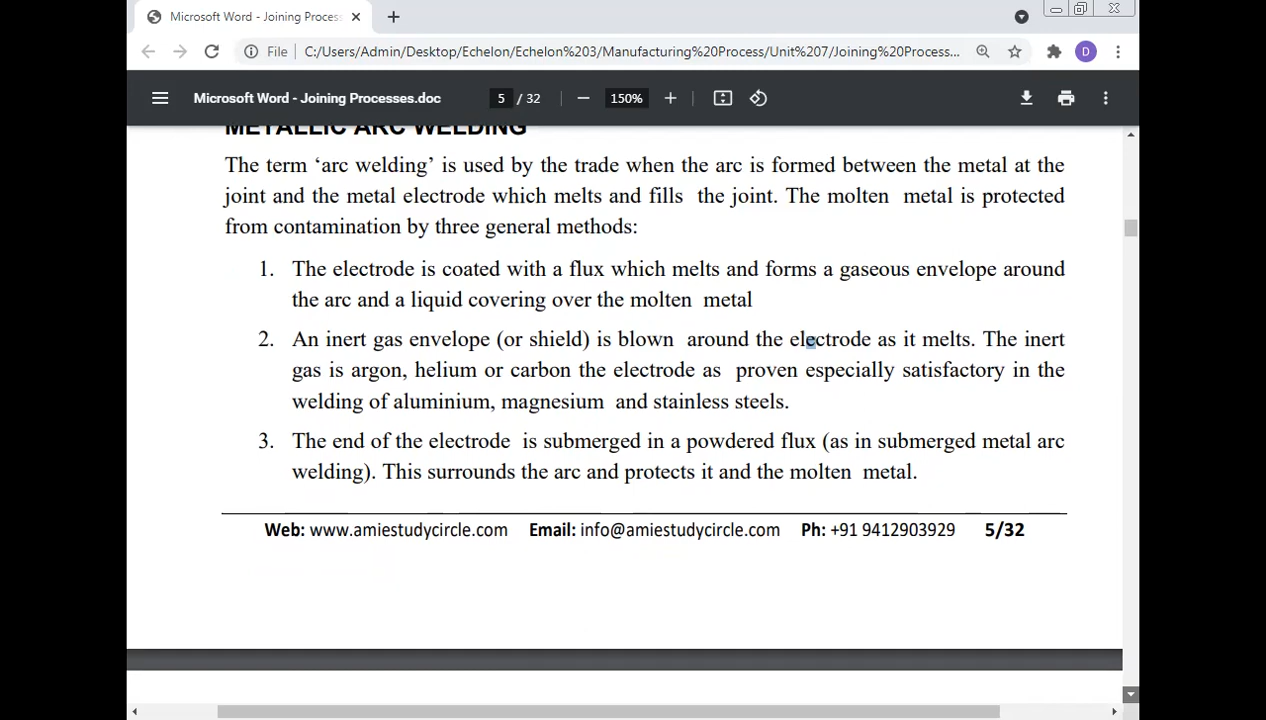 Microsoft Word - Joining Process
File C:/Users/Admin/Desktop/Echelon/Echelon%203/Manufacturing%20Process/Unit%207/Joining%20Process...
D
Microsoft Word - Joining Processes.doc 5 / 32 150%
METALLIC ARC WELDING
The term ‘arc welding’ is used by the trade when the arc is formed between the metal at the
joint and the metal electrode which melts and fills the joint. The molten metal is protected
from contamination by three general methods:
1. The electrode is coated with a flux which melts and forms a gaseous envelope around
the arc and a liquid covering over the molten metal
2. An inert gas envelope (or shield) is blown around the electrode as it melts. The inert
gas is argon, helium or carbon the electrode as proven especially satisfactory in the
welding of aluminium, magnesium and stainless steels.
3. The end of the electrode is submerged in a powdered flux (as in submerged metal arc
welding). This surrounds the arc and protects it and the molten metal.
Web: www.amiestudycircle.com Email: info@amiestudycircle.com Ph: +91 9412903929 5/32